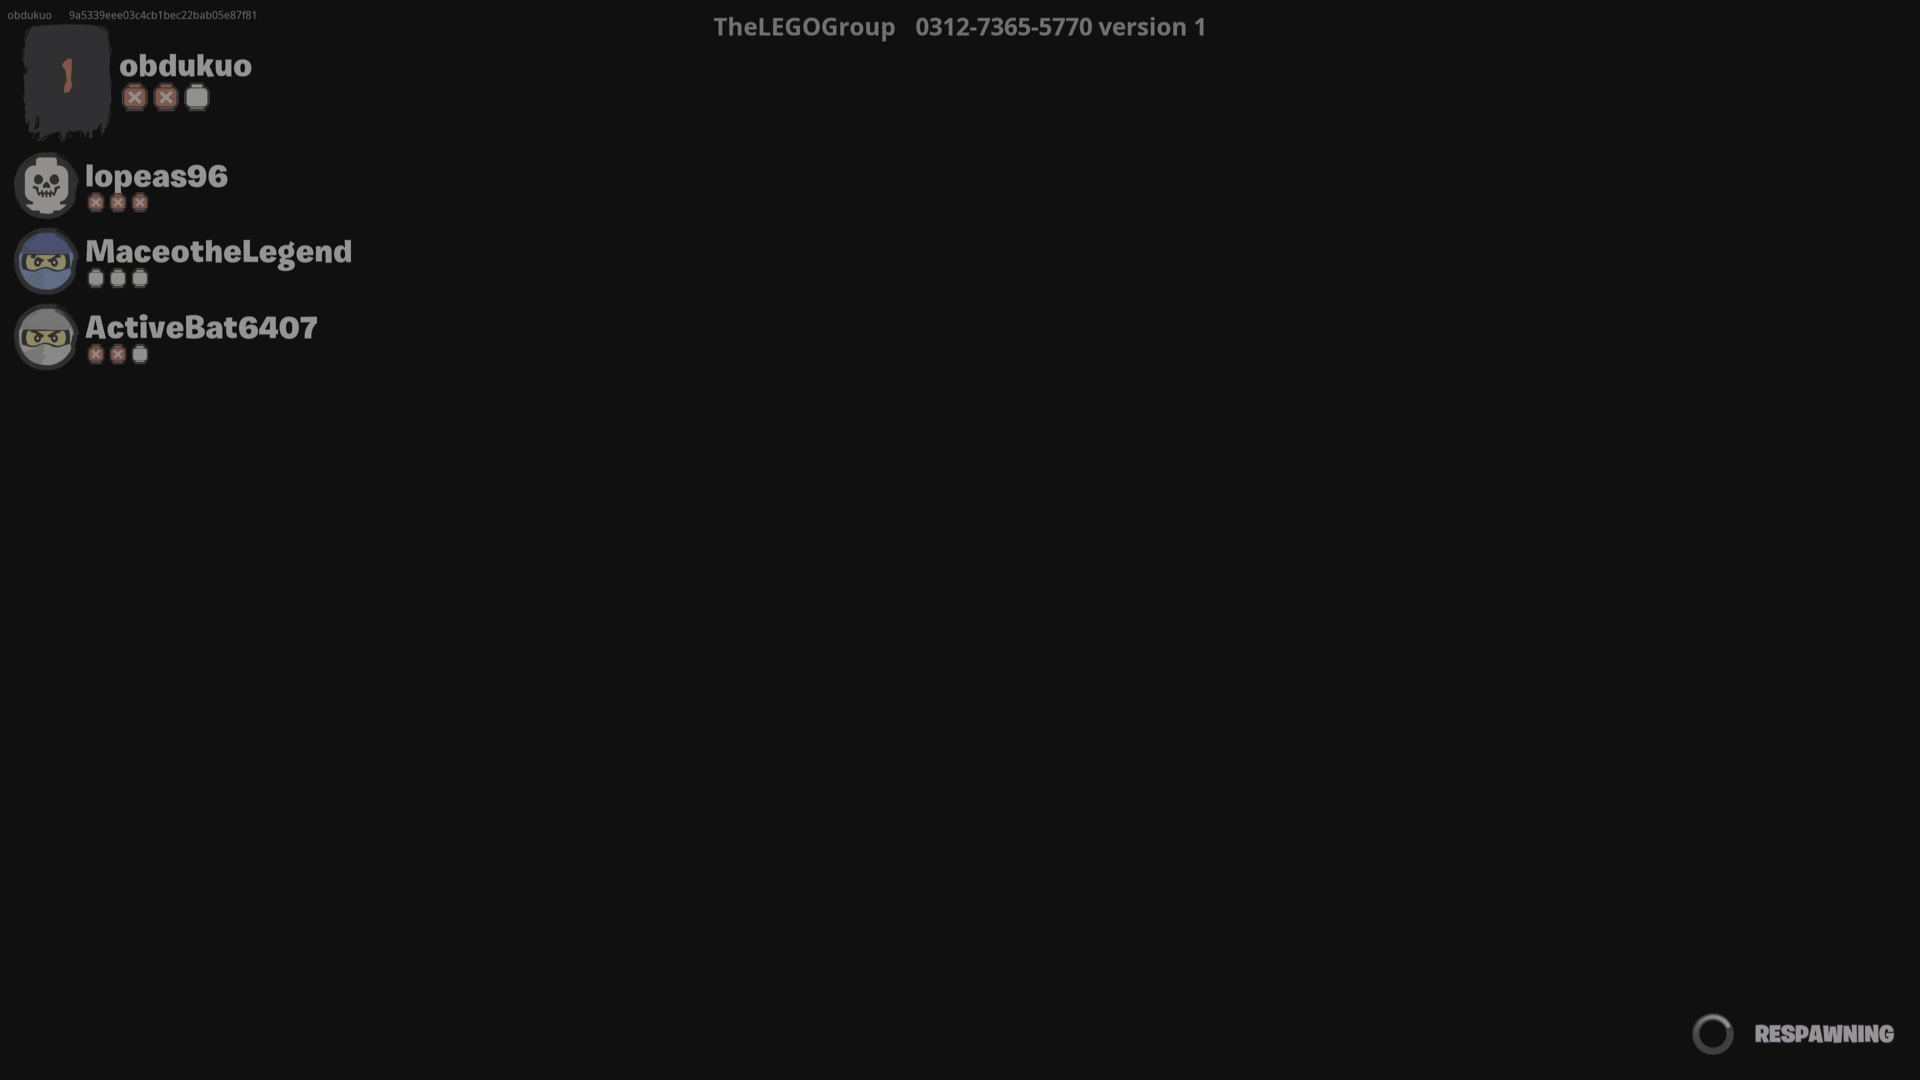 obdukuo 9a5339eee03c4cb1bec22bab05e87f81
TheLEGOGroup 0312-7365-5770 version 1
1
obdukuo
lopeas96
MaceotheLegend
ActiveBat6407
RESPAWNING